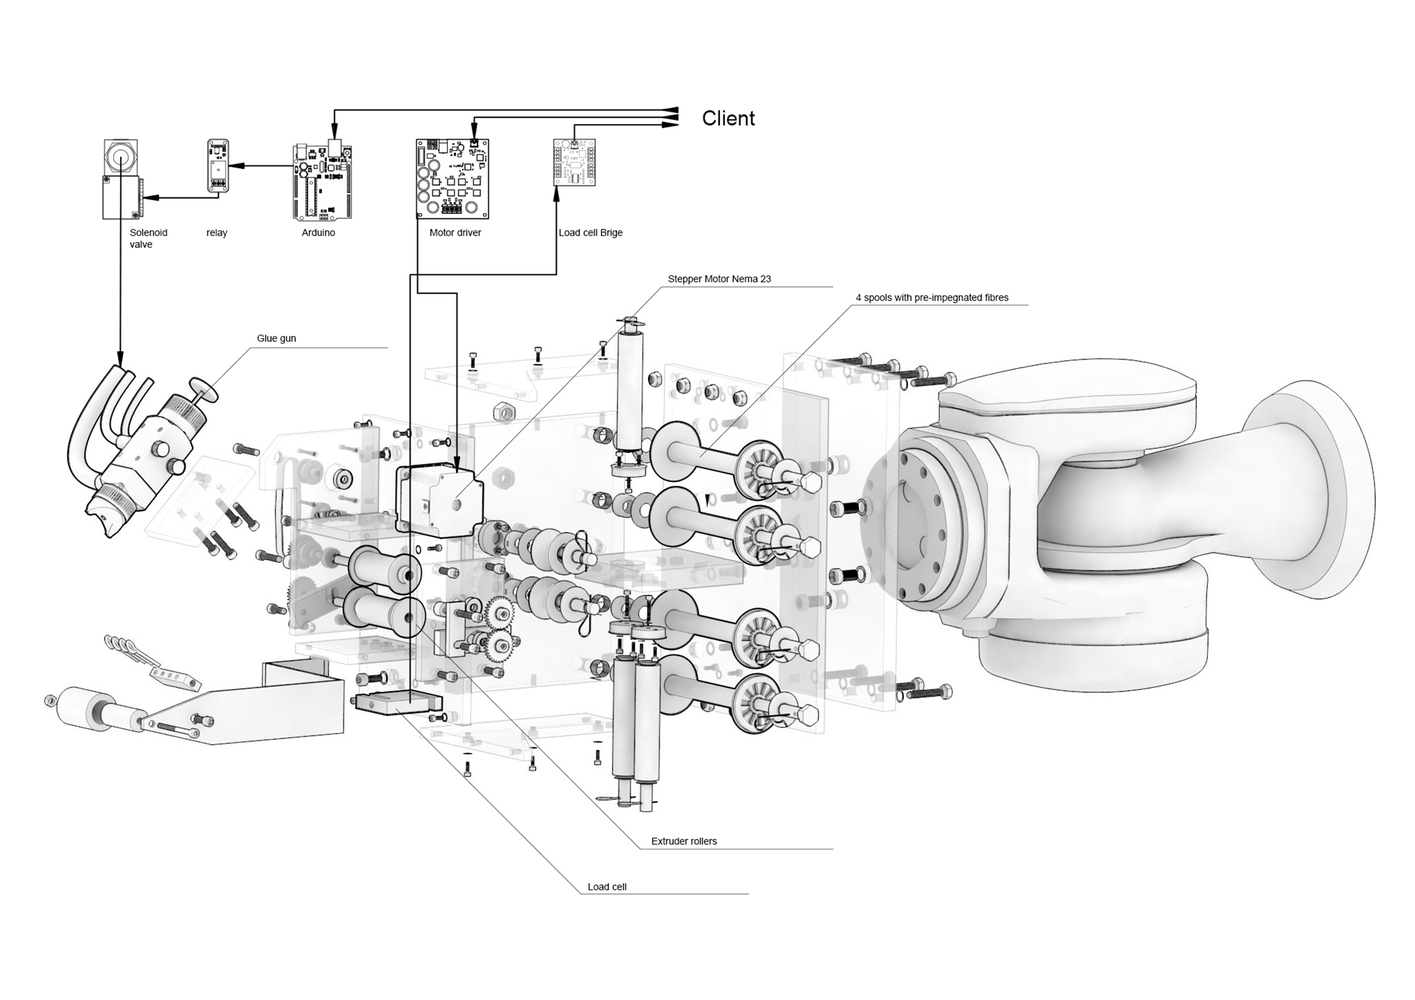 Client
Solenoid
valve
relay
Arduino
Motor driver
Load cell Brige
Stepper Motor Nema 23
4 spools with pre-impegnated fibres
Glue gun
Extruder rollers
Load cell